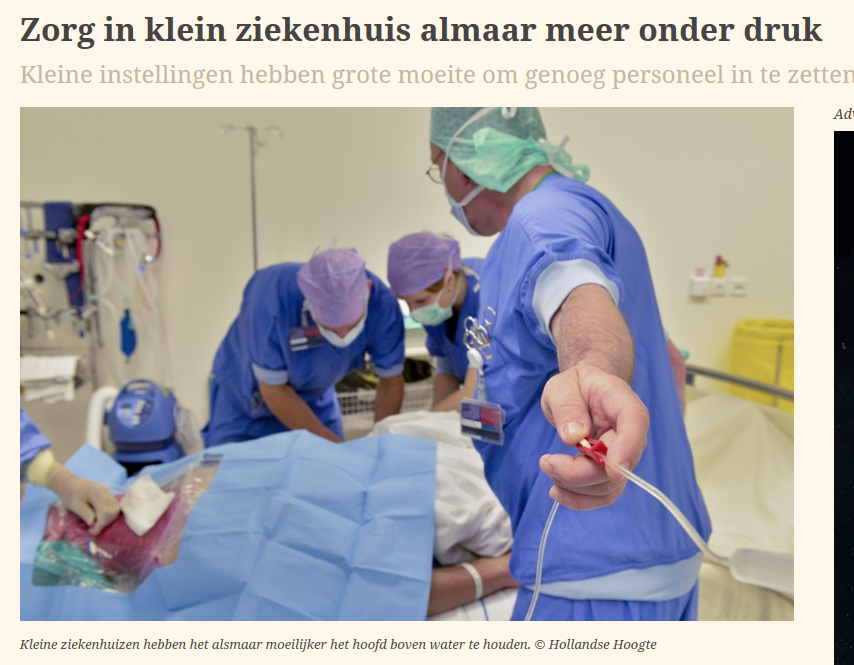 Zorg in klein ziekenhuis almaar meer onder druk
Kleine instellingen hebben grote moeite om genoeg personeel in te zetten
Adv
Kleine ziekenhuizen hebben het alsmaar moeilijker het hoofd boven water te houden. © Hollandse Hoogte